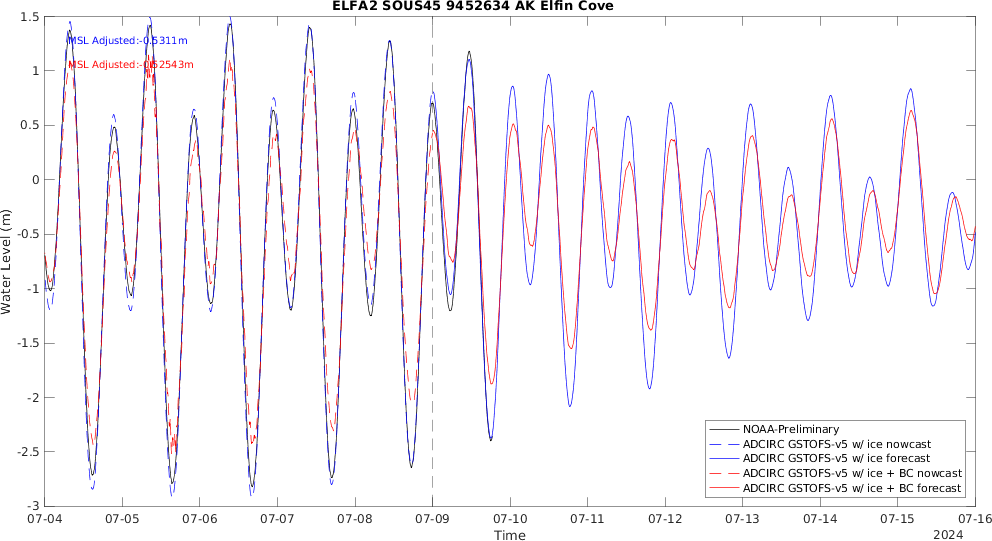 ELFA2 SOUS45 9452634 AK Elfin Cove
MSL Adjusted:-0.5311m
MSL Adjusted:-0.52543m
Water Level (m)
1.5
1
0.5
0
-0.5
-1
-1.5
-2
-2.5
-3
07-04 07-05 07-06 07-07 07-08 07-09 07-10 07-11 07-12 07-13 07-14 07-15 07-16
Time
2024
NOAA-Preliminary
ADCIRC GSTOFS-v5 w/ ice nowcast
ADCIRC GSTOFS-v5 w/ ice forecast
ADCIRC GSTOFS-v5 w/ ice + BC nowcast
ADCIRC GSTOFS-v5 w/ ice + BC forecast